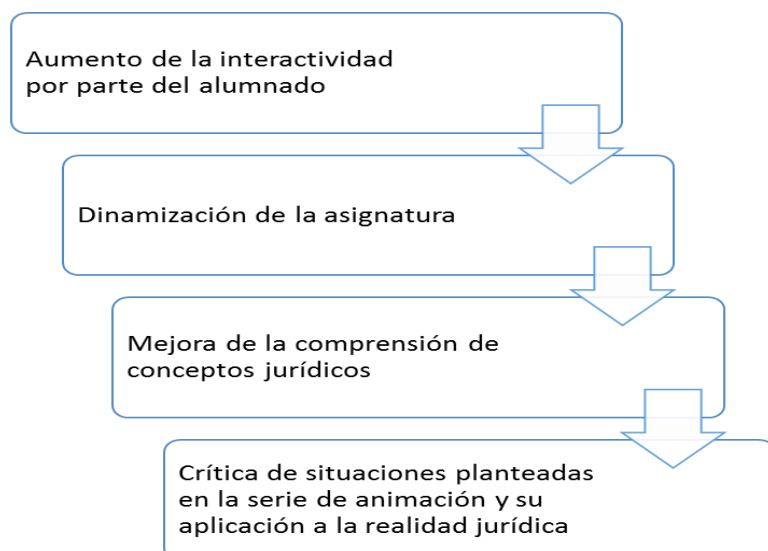 Aumento de la interactividad
por parte del alumnado
Dinamización de la asignatura
Mejora de la comprensión de
conceptos jurídicos
Crítica de situaciones planteadas
en la serie de animación y su
aplicación a la realidad jurídica